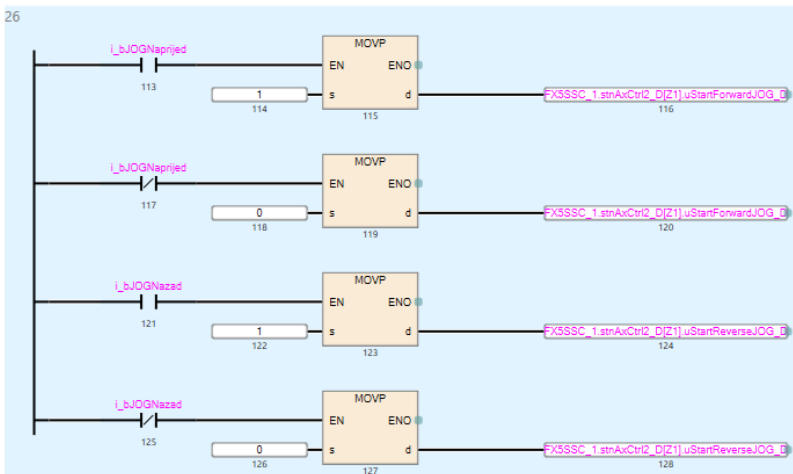 26
i_bJOGNaprijed
113
MOVP
EN ENO
1 s d FX5SSC_1.stnAxCtrl2_D[Z1].uStartForwardJOG_D
114 115 116
i_bJOGNaprijed
117
MOVP
EN ENO
0 s d FX5SSC_1.stnAxCtrl2_D[Z1].uStartForwardJOG_D
118 119 120
i_bJOGNazad
121
MOVP
EN ENO
1 s d FX5SSC_1.stnAxCtrl2_D[Z1].uStartReverseJOG_D
122 123 124
i_bJOGNazad
125
MOVP
EN ENO
0 s d FX5SSC_1.stnAxCtrl2_D[Z1].uStartReverseJOG_D
126 127 128